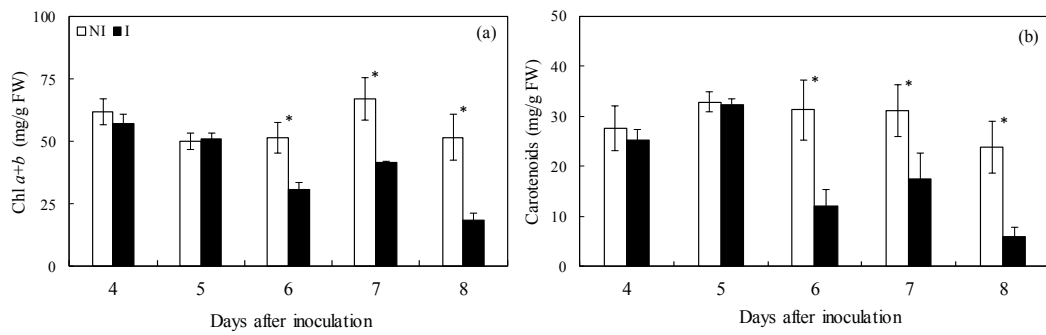 100
75
50
25
0
Chl a+b (mg/g FW)
NI I
(a)
*
*
*
4 5 6 7 8
Days after inoculation
50
40
30
20
10
0
Carotenoids (mg/g FW)
(b)
*
*
*
4 5 6 7 8
Days after inoculation